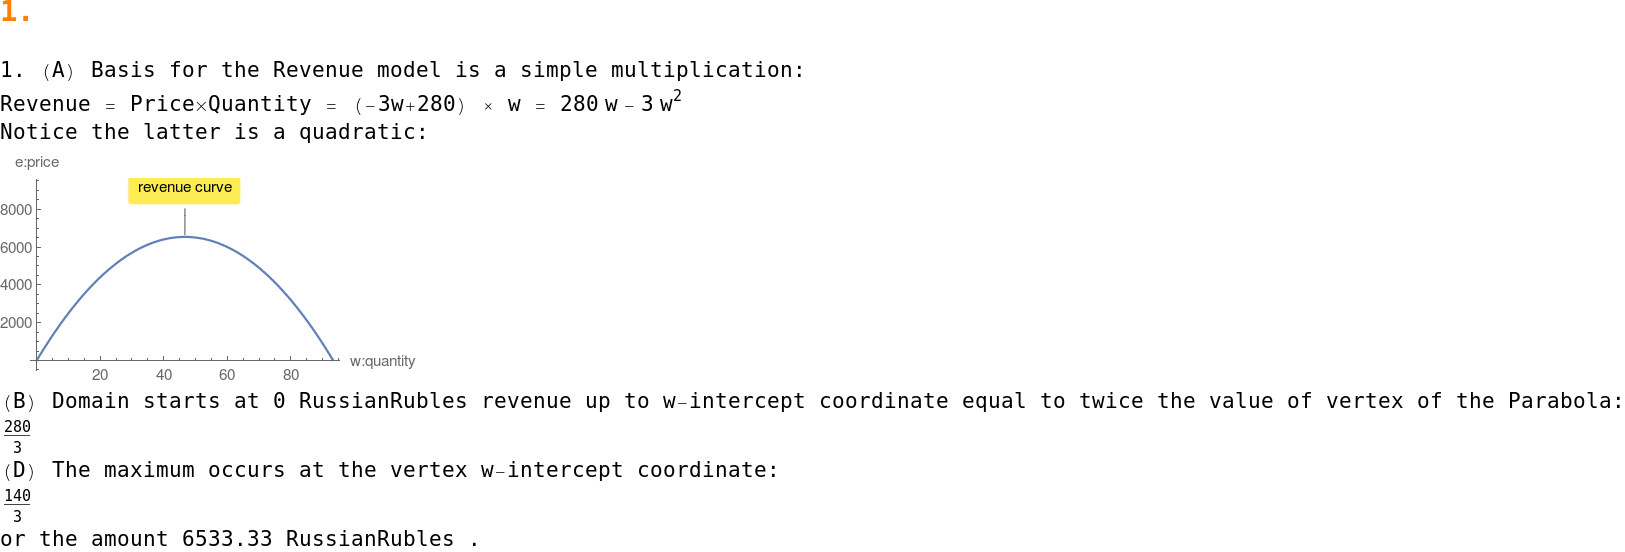 1.
1. (A) Basis for the Revenue model is a simple multiplication:
Revenue = Price×Quantity = (-3w+280) × w = 280 w - 3 w²
Notice the latter is a quadratic:
e:price
revenue curve
8000
6000
4000
2000
20 40 60 80
w:quantity
(B) Domain starts at 0 RussianRubles revenue up to w-intercept coordinate equal to twice the value of vertex of the Parabola:
280
3
(D) The maximum occurs at the vertex w-intercept coordinate:
140
3
or the amount 6533.33 RussianRubles .